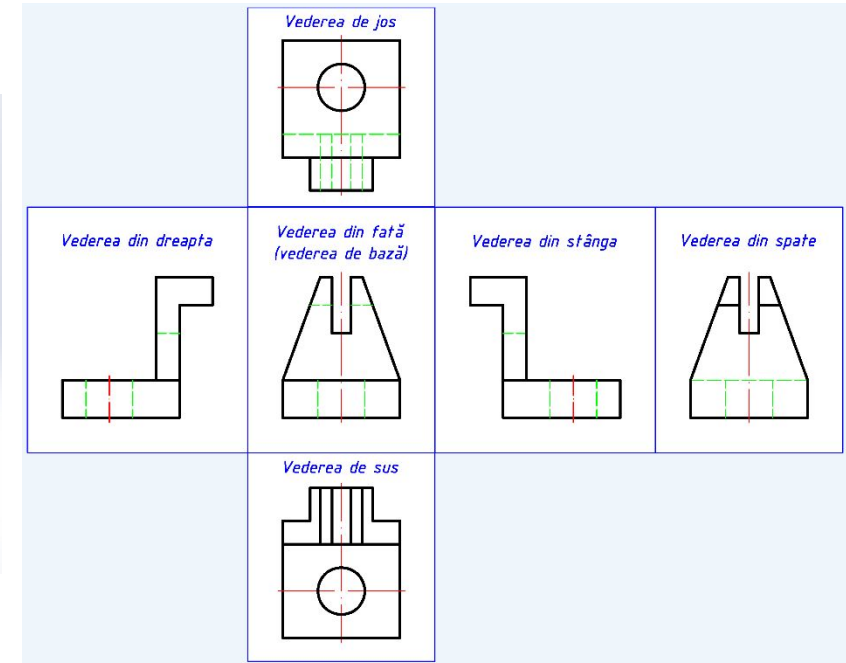 Vederea de jos
Vederea din dreapta
Vederea din fată
(vederea de bază)
Vederea din stânga
Vederea din spate
Vederea de sus